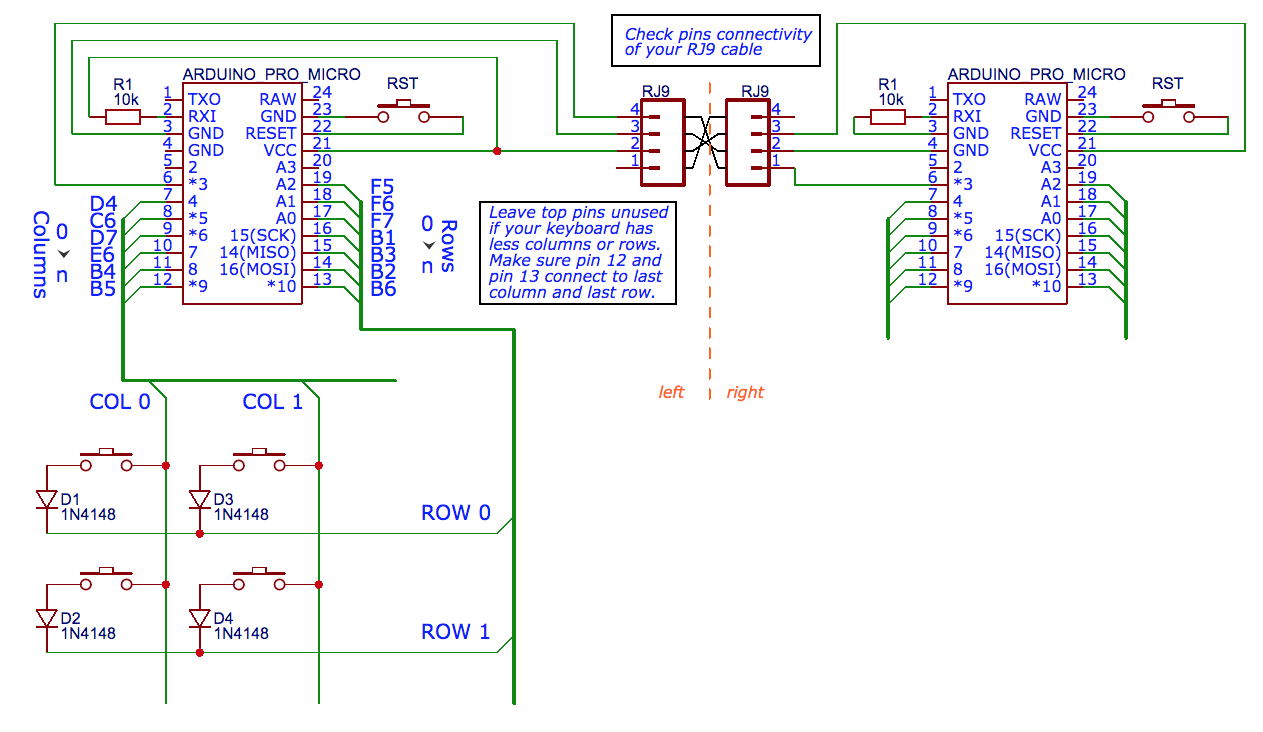 Check pins connectivity
of your RJ9 cable
ARDUINO_PRO_MICRO
R1
10k
RST
1 TXO RAW 24
2 RXI GND 23
3 GND RESET 22
4 GND VCC 21
5 2 A3 20
6 *3 A2 19
7 4 A1 18
8 *5 A0 17
9 *6 15(SCK) 16
10 7 14(MISO) 15
11 8 16(MOSI) 14
12 *9 *10 13
D4
C6
D7
E6
B4
B5
Columns
0
n
F5
F6
F7
B1
B3
B2
B6
Rows
0
n
RJ9
4
3
2
1
RJ9
4
3
2
1
Leave top pins unused
if your keyboard has
less columns or rows.
Make sure pin 12 and
pin 13 connect to last
column and last row.
left
right
ARDUINO_PRO_MICRO
R1
10k
RST
1 TXO RAW 24
2 RXI GND 23
3 GND RESET 22
4 GND VCC 21
5 2 A3 20
6 *3 A2 19
7 4 A1 18
8 *5 A0 17
9 *6 15(SCK) 16
10 7 14(MISO) 15
11 8 16(MOSI) 14
12 *9 *10 13
COL 0
COL 1
D1
1N4148
D3
1N4148
ROW 0
D2
1N4148
D4
1N4148
ROW 1